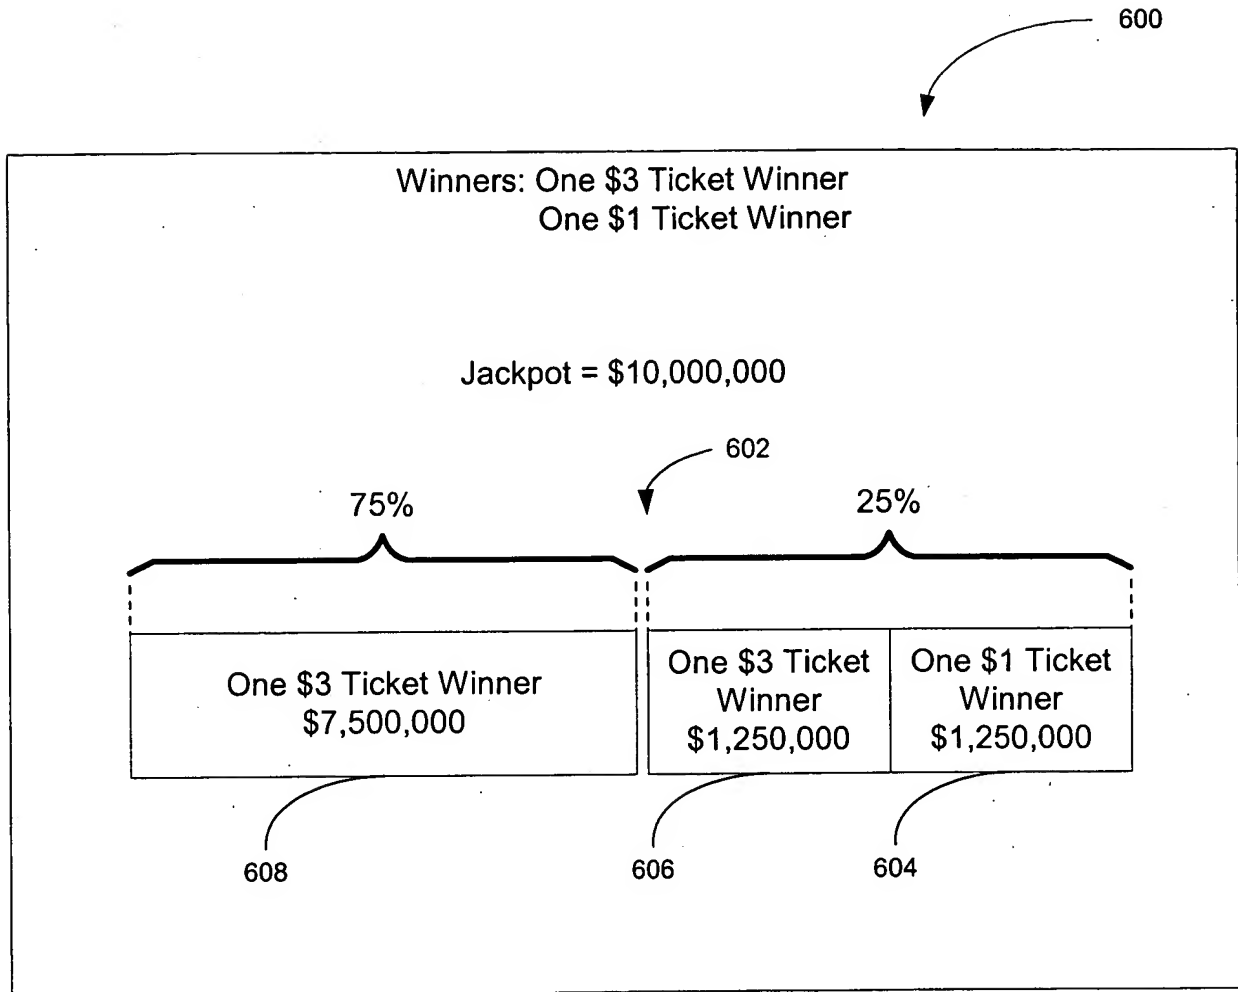 600
Winners: One $3 Ticket Winner
One $1 Ticket Winner
Jackpot = $10,000,000
602
75%
25%
One $3 Ticket Winner
$7,500,000
One $3 Ticket
Winner
$1,250,000
One $1 Ticket
Winner
$1,250,000
608
606
604